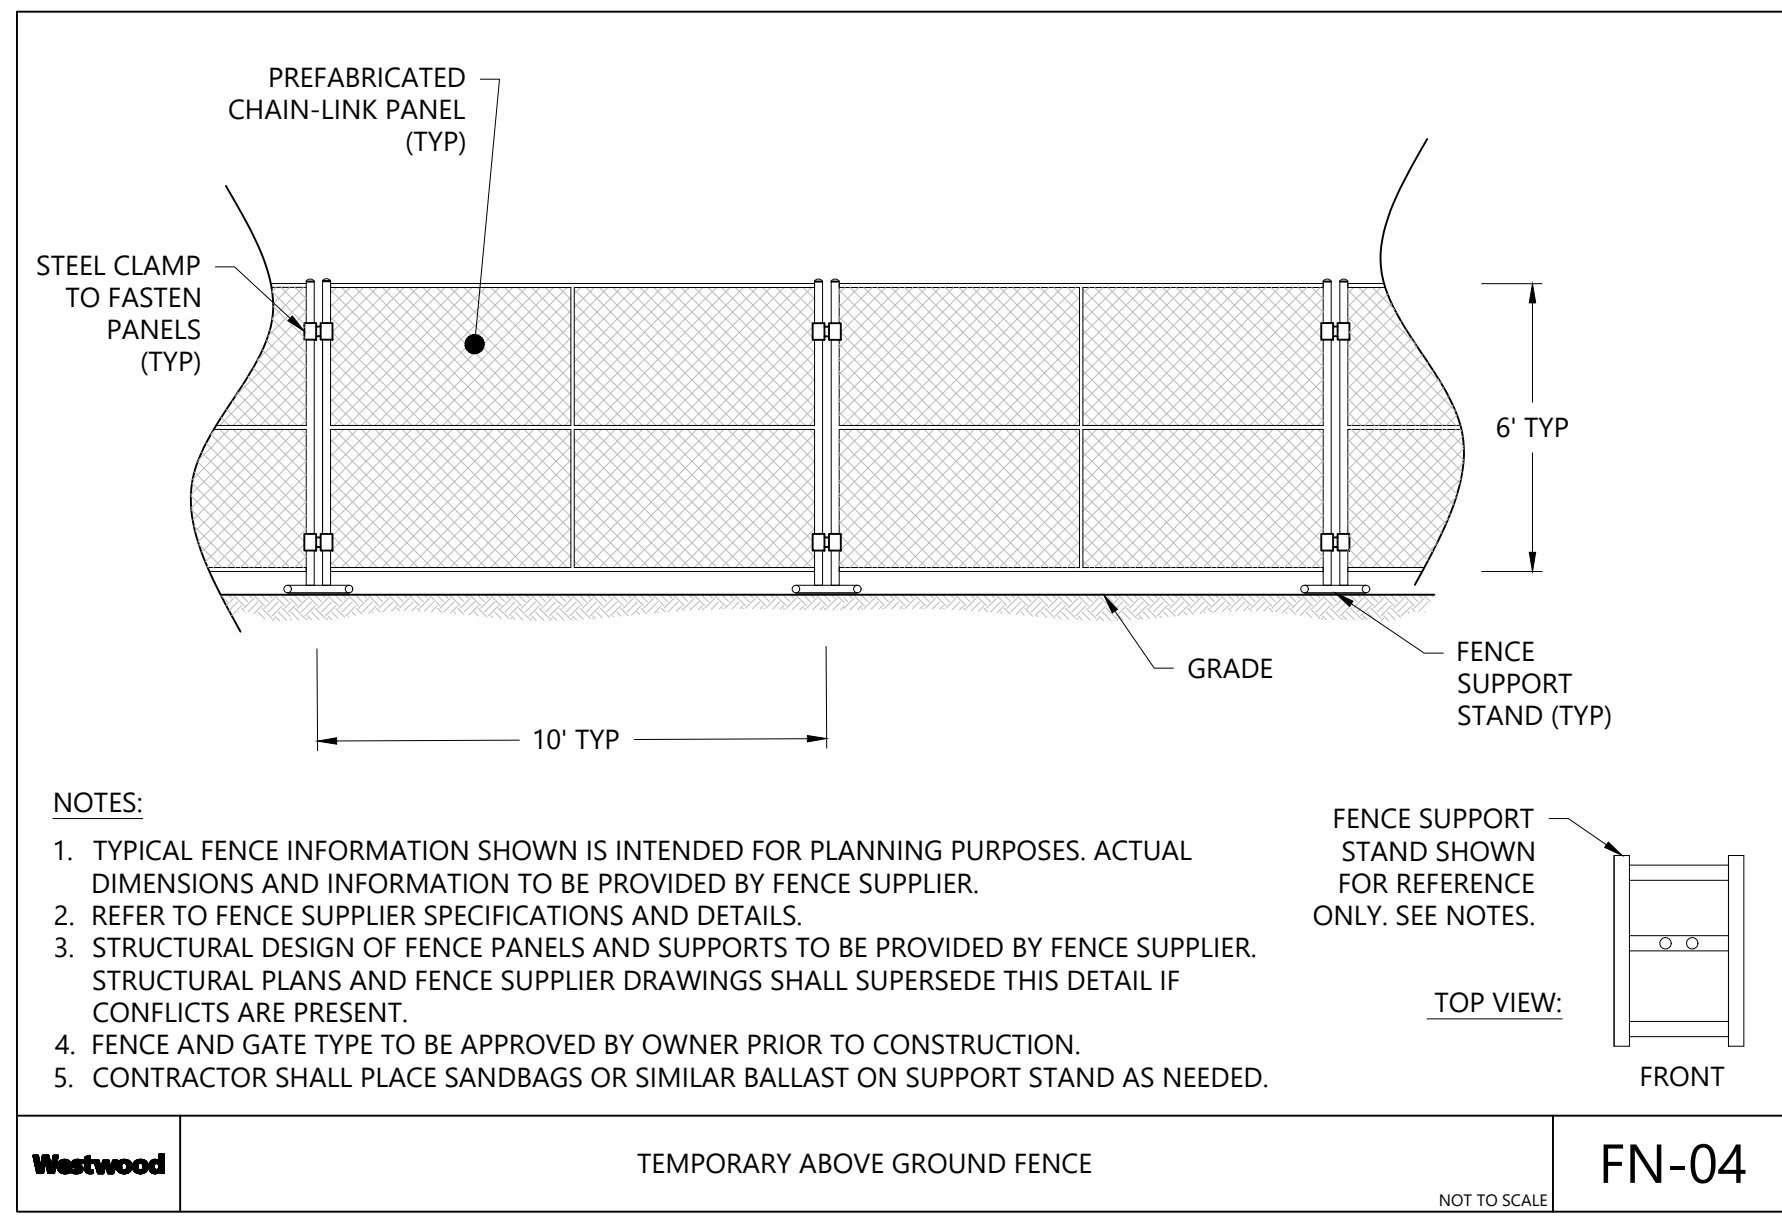 PREFABRICATED
CHAIN-LINK PANEL
(TYP)
STEEL CLAMP
TO FASTEN
PANELS
(TYP)
6' TYP
GRADE
FENCE
SUPPORT
STAND (TYP)
10' TYP
NOTES:
1. TYPICAL FENCE INFORMATION SHOWN IS INTENDED FOR PLANNING PURPOSES. ACTUAL
DIMENSIONS AND INFORMATION TO BE PROVIDED BY FENCE SUPPLIER.
2. REFER TO FENCE SUPPLIER SPECIFICATIONS AND DETAILS.
3. STRUCTURAL DESIGN OF FENCE PANELS AND SUPPORTS TO BE PROVIDED BY FENCE SUPPLIER.
STRUCTURAL PLANS AND FENCE SUPPLIER DRAWINGS SHALL SUPERSEDE THIS DETAIL IF
CONFLICTS ARE PRESENT.
4. FENCE AND GATE TYPE TO BE APPROVED BY OWNER PRIOR TO CONSTRUCTION.
5. CONTRACTOR SHALL PLACE SANDBAGS OR SIMILAR BALLAST ON SUPPORT STAND AS NEEDED.
FENCE SUPPORT
STAND SHOWN
FOR REFERENCE
ONLY. SEE NOTES.
TOP VIEW:
FRONT
Westwood
TEMPORARY ABOVE GROUND FENCE
NOT TO SCALE
FN-04